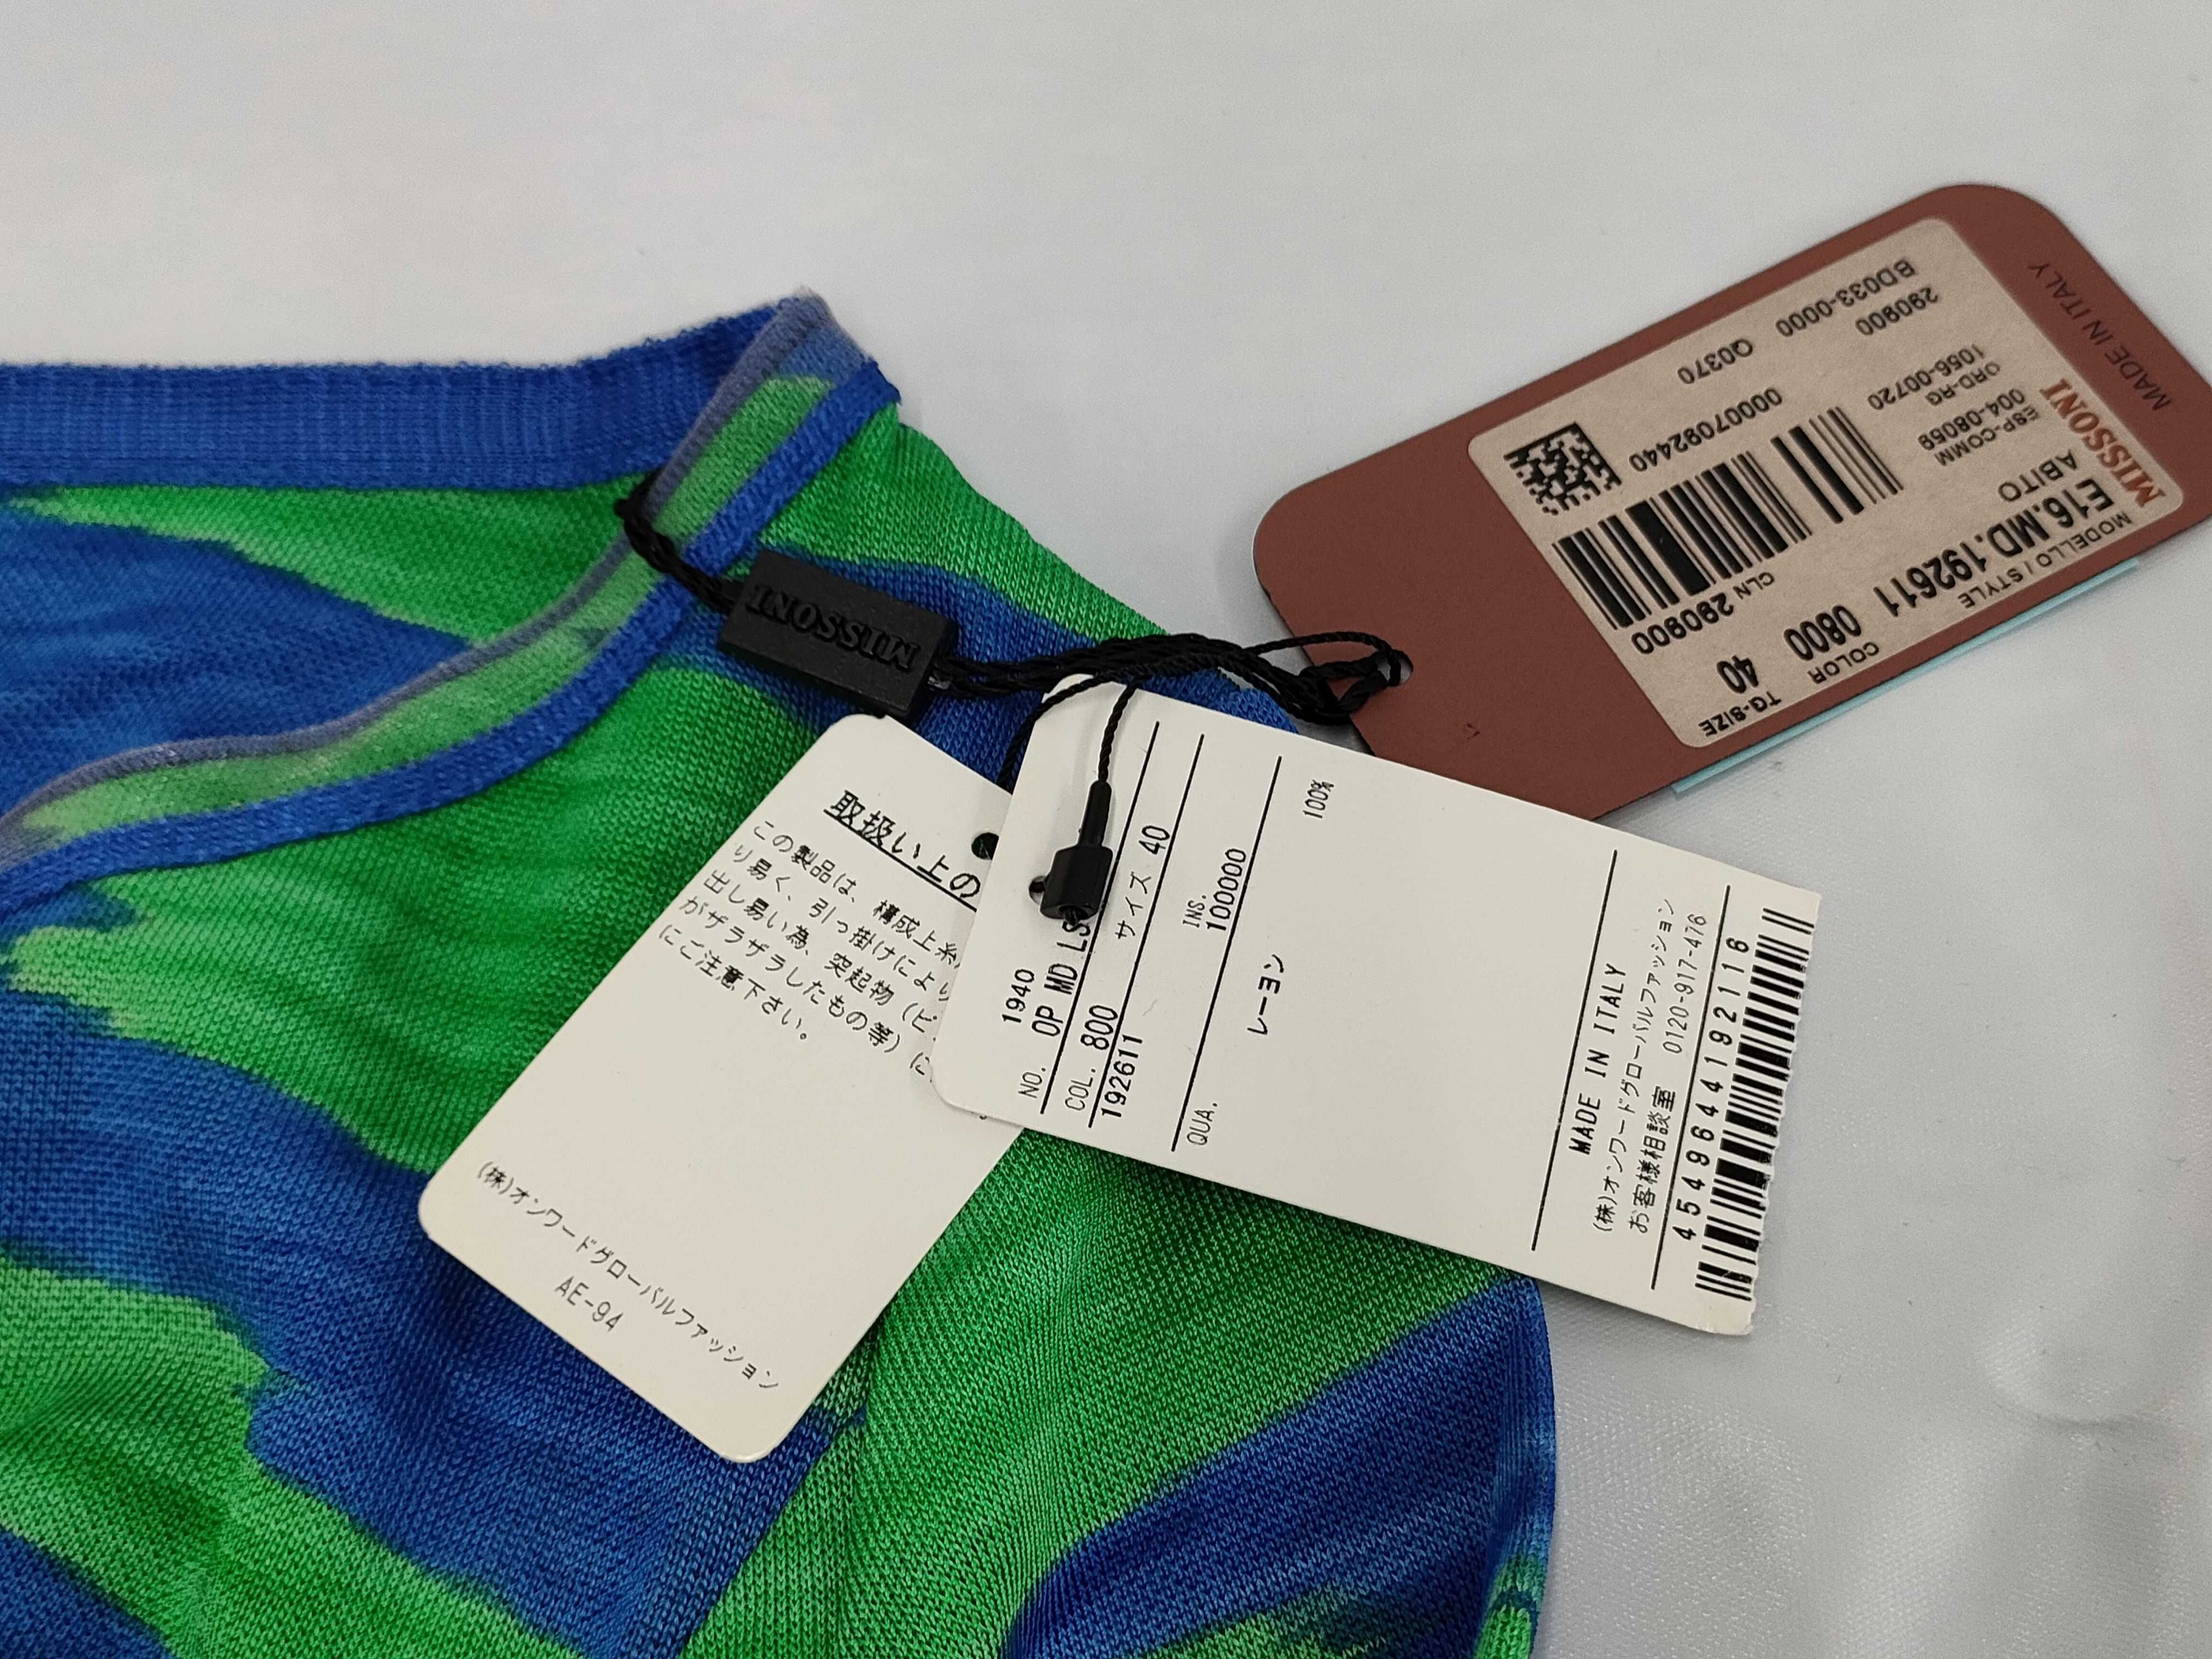 MISSONI
取扱い上の
この製品は、構成上糸
り易く、引っ掛けにより
出し易い為、突起物（ピ
がザラザラしたもの等）に
にご注意下さい。
(株)オンワードグローバルファッション
AE-94
1940
NO. OP MD LS
COL. 800 サイズ 40
192611
INS.
100000
QUA.
レーヨン 100%
MADE IN ITALY
(株)オンワードグローバルファッション
お客様相談室 0120-917-476
4549644192116
MADE IN ITALY
MISSONI
ABITO
MODELLO / STYLE
E16.MD.192611
COLOR
0800
TG-SIZE
40
ESP-COMM
004-08059
ORD-RG
1056-00720
CLN 290900
290900
00007092440
BD033-0000
Q0370